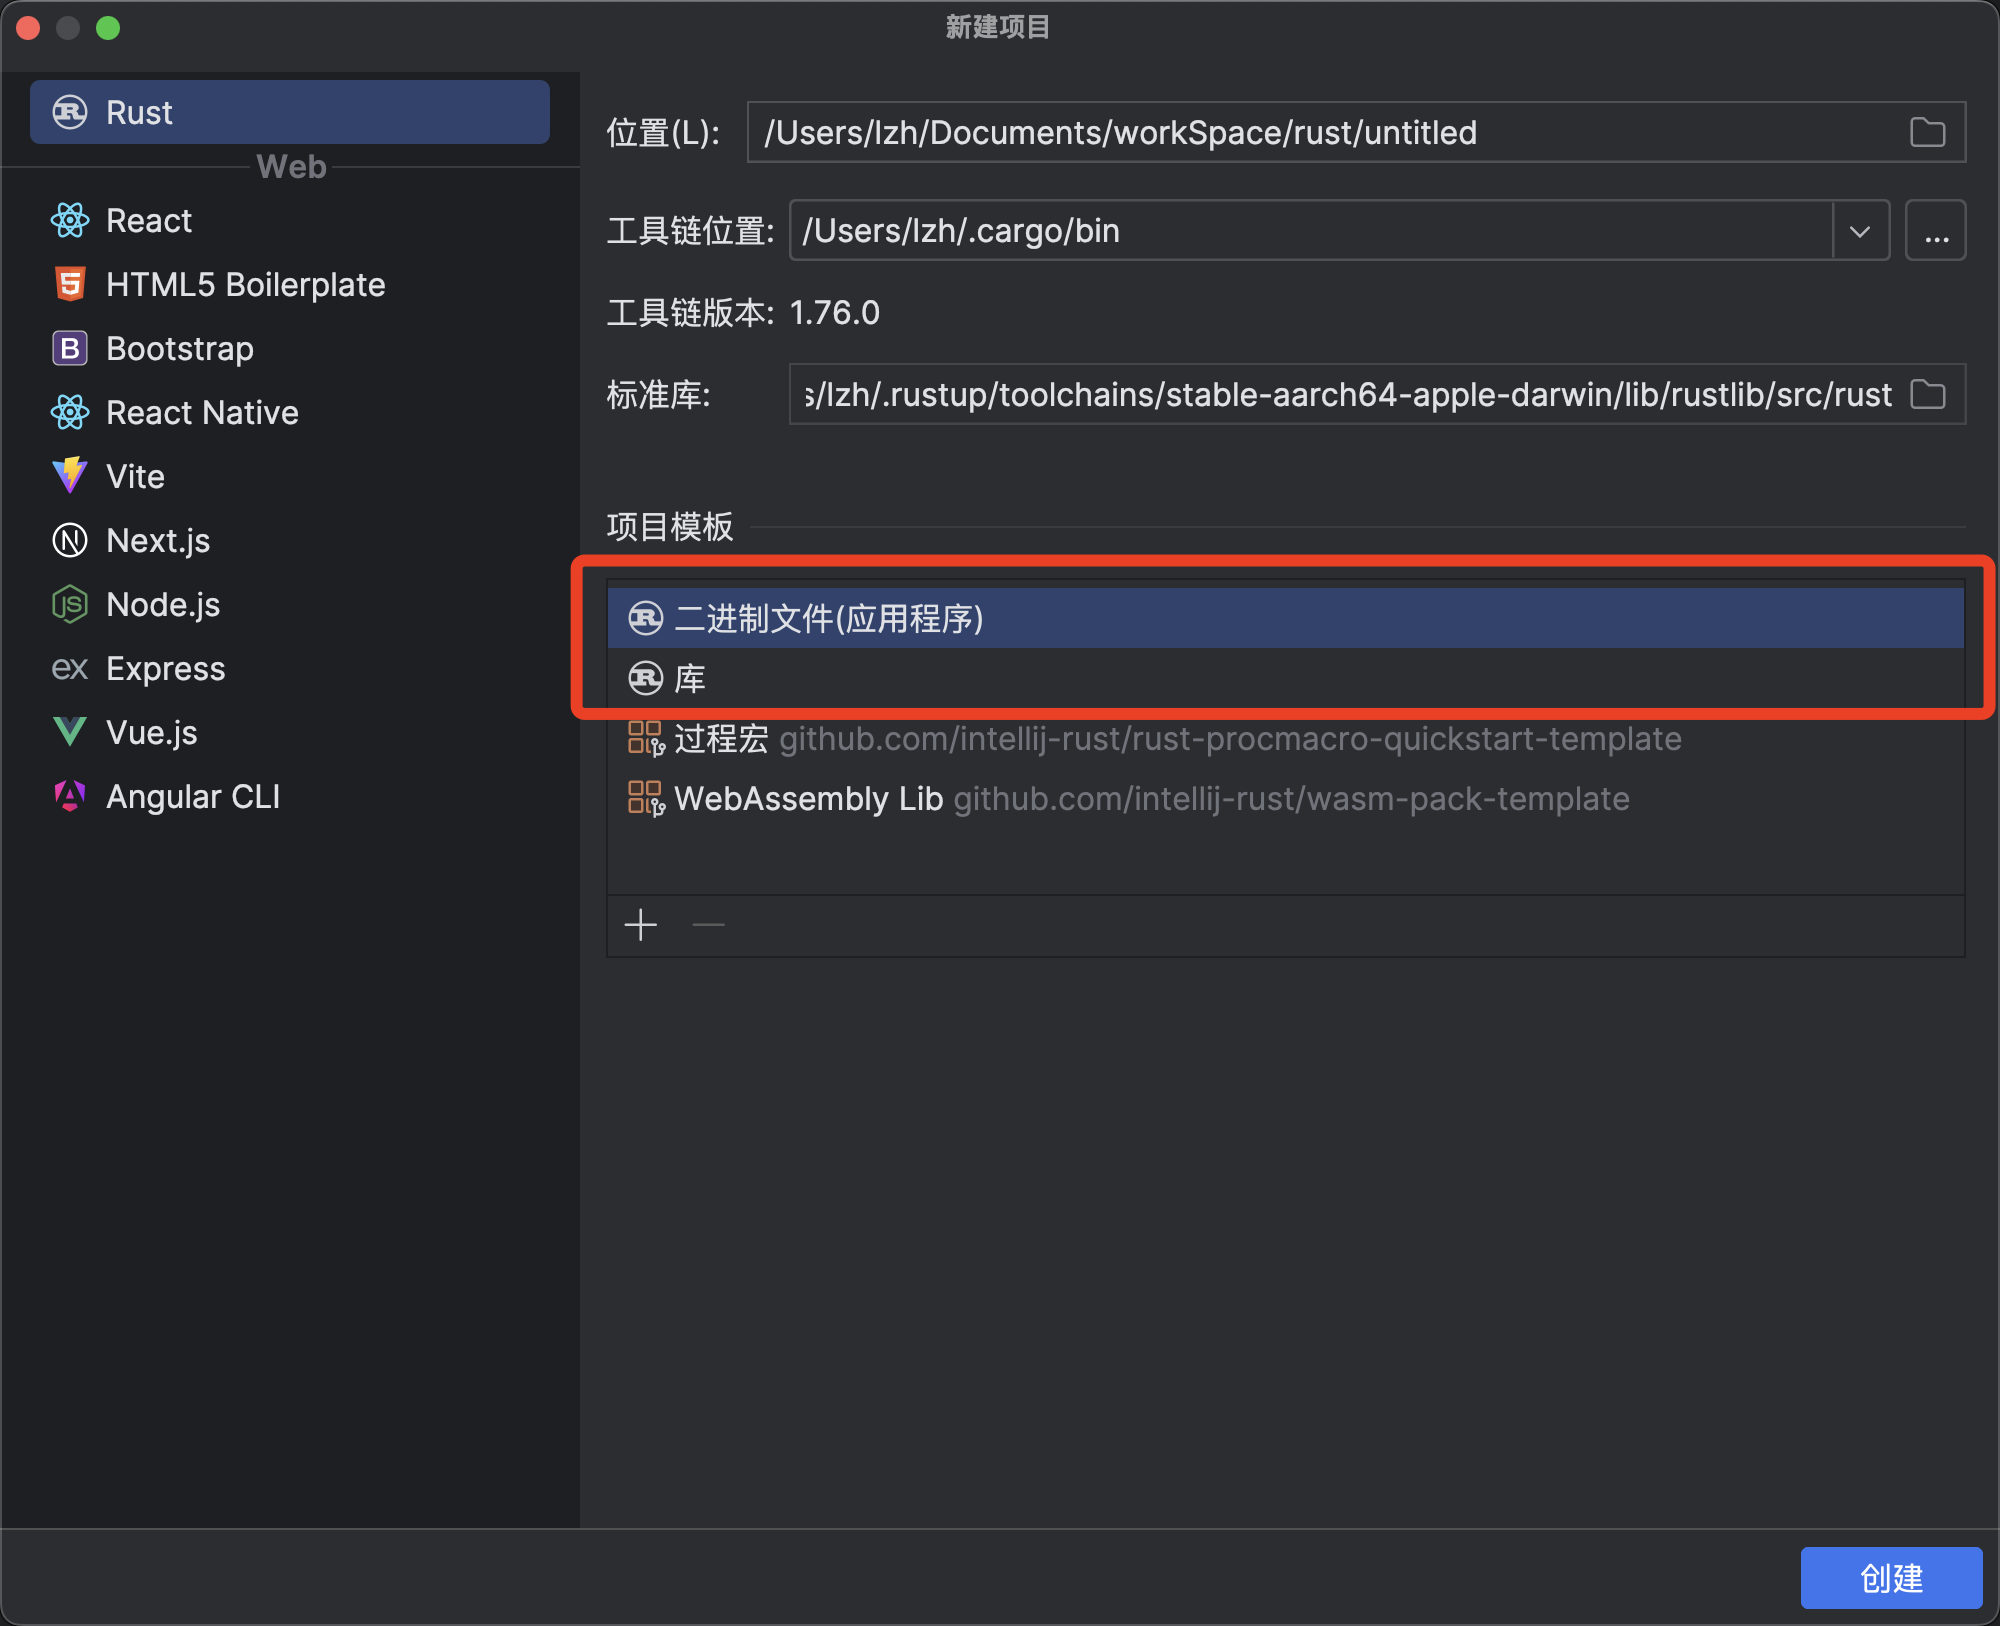 新建项目
Rust
Web
React
HTML5 Boilerplate
Bootstrap
React Native
Vite
Next.js
Node.js
Express
Vue.js
Angular CLI
位置(L): /Users/lzh/Documents/workSpace/rust/untitled
工具链位置: /Users/lzh/.cargo/bin ...
工具链版本: 1.76.0
标准库: s/lzh/.rustup/toolchains/stable-aarch64-apple-darwin/lib/rustlib/src/rust
项目模板
二进制文件(应用程序)
库
过程宏 github.com/intellij-rust/rust-procmacro-quickstart-template
WebAssembly Lib github.com/intellij-rust/wasm-pack-template
创建